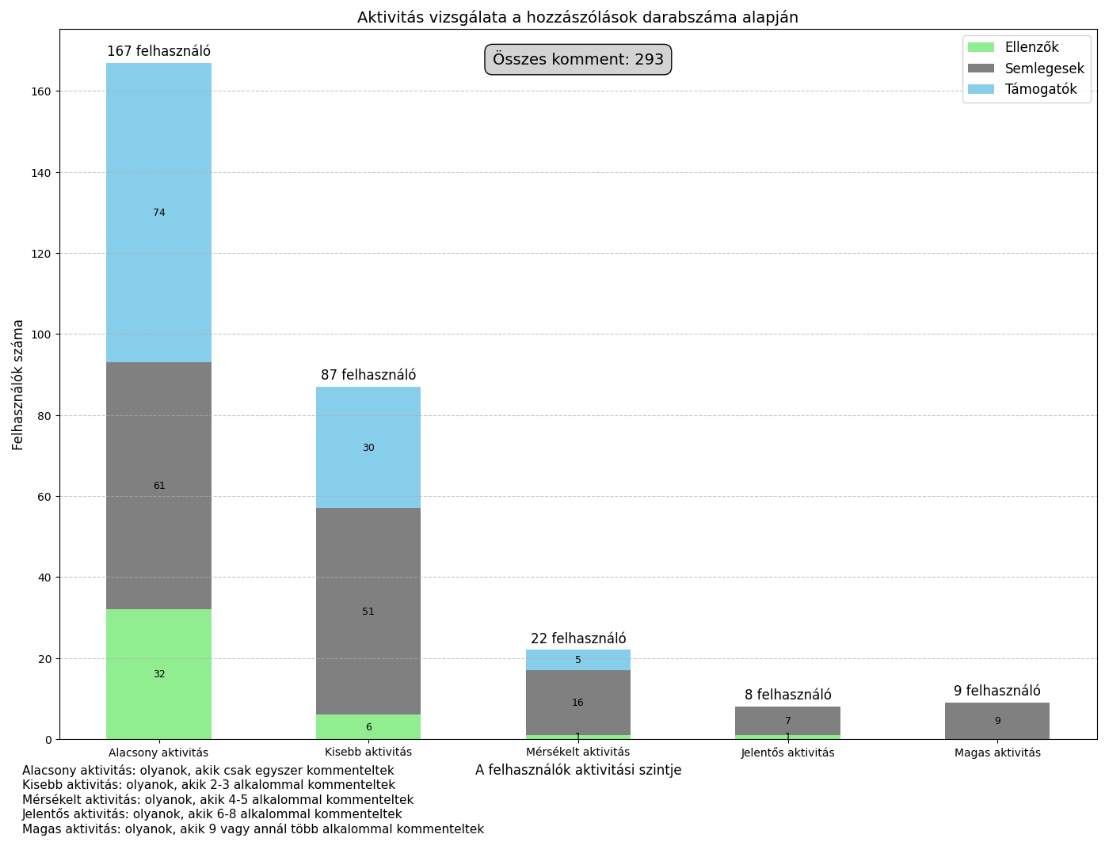 Aktivitás vizsgálata a hozzászólások darabszáma alapján
167 felhasználó
Összes komment: 293
Ellenzők
Semlegesek
Támogatók
160
140
74
120
100
Felhasználók száma
87 felhasználó
80
30
61
60
51
40
22 felhasználó
20
5
32
16
8 felhasználó
9 felhasználó
6
1
7
1
9
0
Alacsony aktivitás
Kisebb aktivitás
Mérsékelt aktivitás
Jelentős aktivitás
Magas aktivitás
A felhasználók aktivitási szintje
Alacsony aktivitás: olyanok, akik csak egyszer kommenteltek
Kisebb aktivitás: olyanok, akik 2-3 alkalommal kommenteltek
Mérsékelt aktivitás: olyanok, akik 4-5 alkalommal kommenteltek
Jelentős aktivitás: olyanok, akik 6-8 alkalommal kommenteltek
Magas aktivitás: olyanok, akik 9 vagy annál több alkalommal kommenteltek